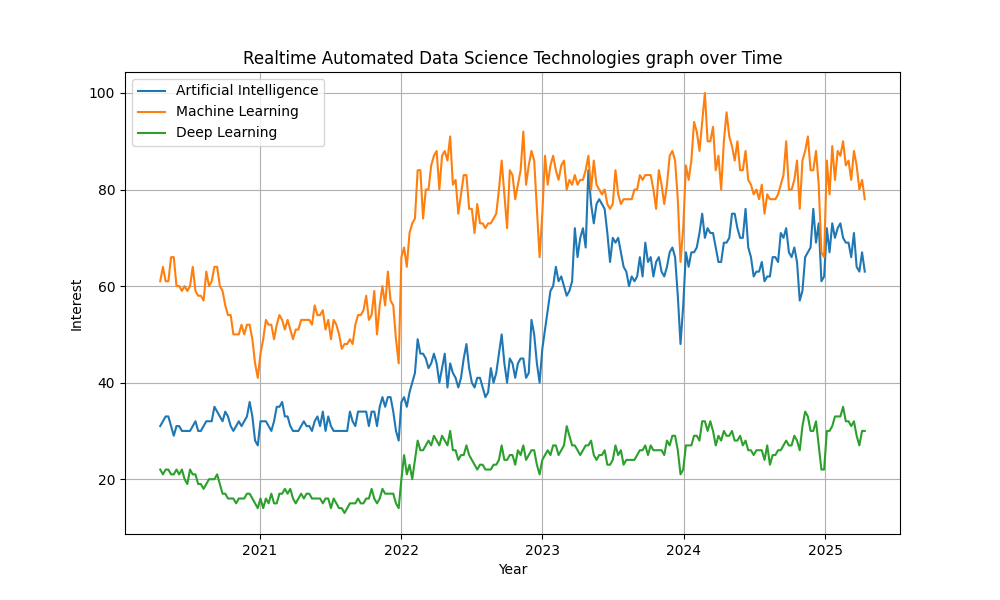 Realtime Automated Data Science Technologies graph over Time
Artificial Intelligence
Machine Learning
Deep Learning
100
80
60
40
20
Interest
2021 2022 2023 2024 2025
Year